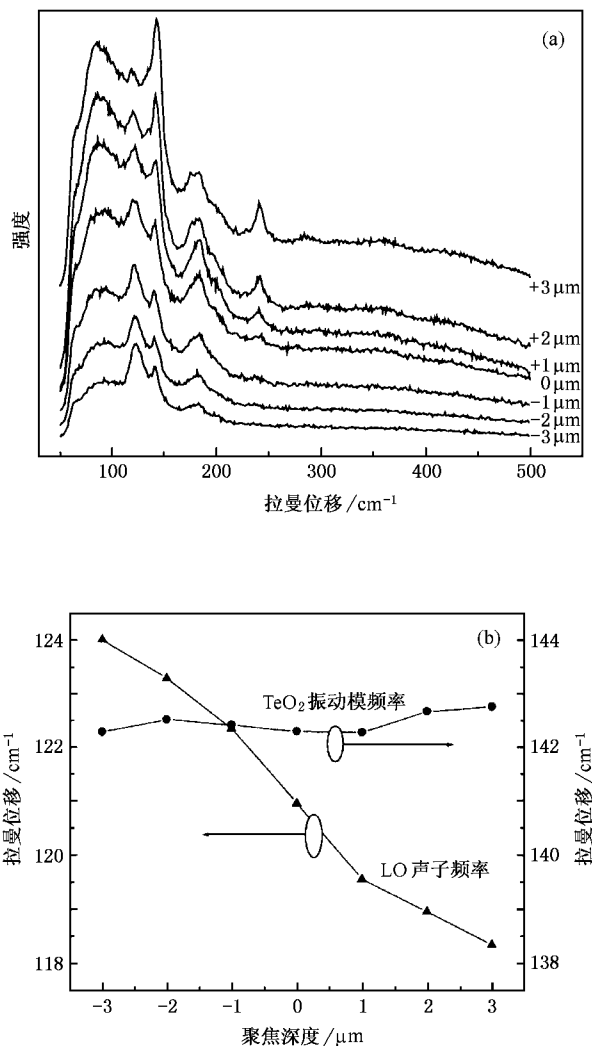 (a)
强度
+3 μm
+2 μm
+1 μm
0 μm
−1 μm
−2 μm
−3 μm
100 200 300 400 500
拉曼位移/cm⁻¹
(b)
124 144
TeO₂振动模频率
122 142
拉曼位移/cm⁻¹ 拉曼位移/cm⁻¹
120 140
LO声子频率
118 138
-3 -2 -1 0 1 2 3
聚焦深度/μm